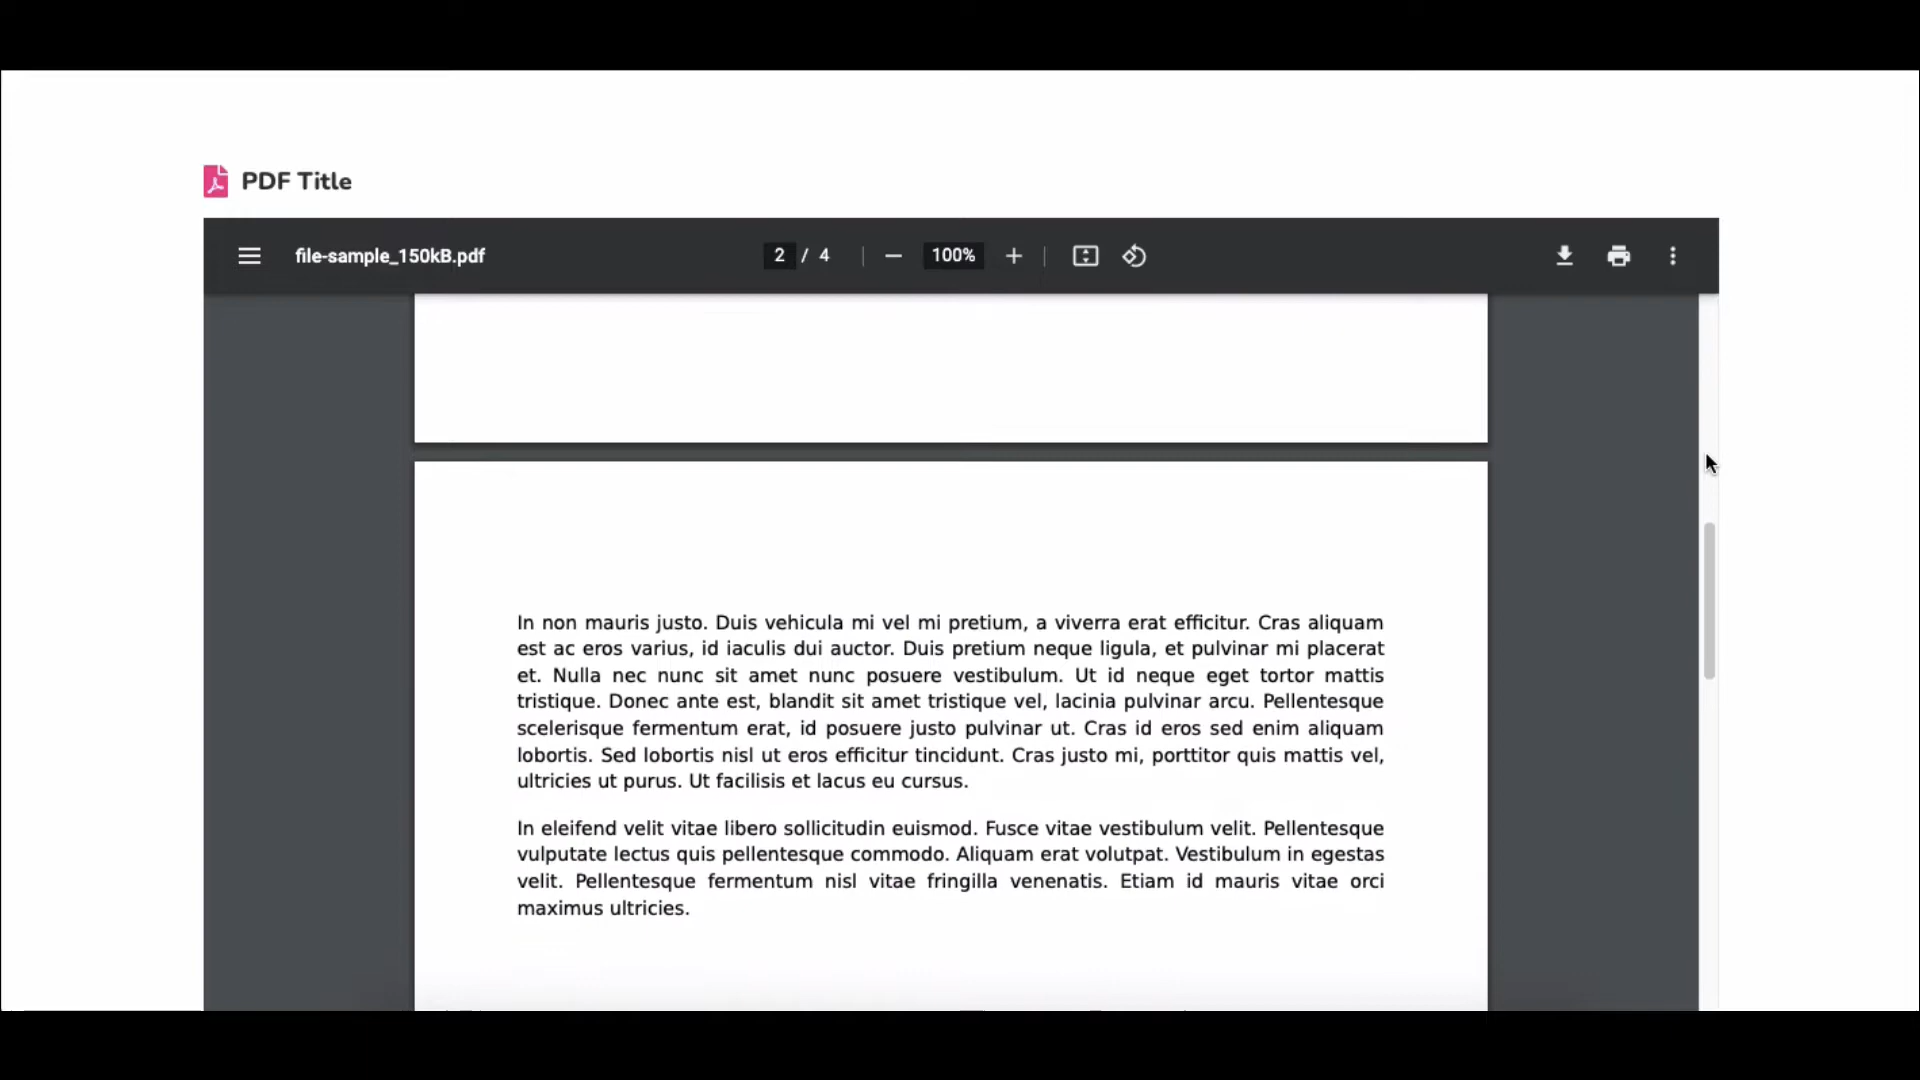 PDF Title
file-sample_150kB.pdf
2 / 4
100%
In non mauris justo. Duis vehicula mi vel mi pretium, a viverra erat efficitur. Cras aliquam
est ac eros varius, id iaculis dui auctor. Duis pretium neque ligula, et pulvinar mi placerat
et. Nulla nec nunc sit amet nunc posuere vestibulum. Ut id neque eget tortor mattis
tristique. Donec ante est, blandit sit amet tristique vel, lacinia pulvinar arcu. Pellentesque
scelerisque fermentum erat, id posuere justo pulvinar ut. Cras id eros sed enim aliquam
lobortis. Sed lobortis nisl ut eros efficitur tincidunt. Cras justo mi, porttitor quis mattis vel,
ultricies ut purus. Ut facilisis et lacus eu cursus.
In eleifend velit vitae libero sollicitudin euismod. Fusce vitae vestibulum velit. Pellentesque
vulputate lectus quis pellentesque commodo. Aliquam erat volutpat. Vestibulum in egestas
velit. Pellentesque fermentum nisl vitae fringilla venenatis. Etiam id mauris vitae orci
maximus ultricies.